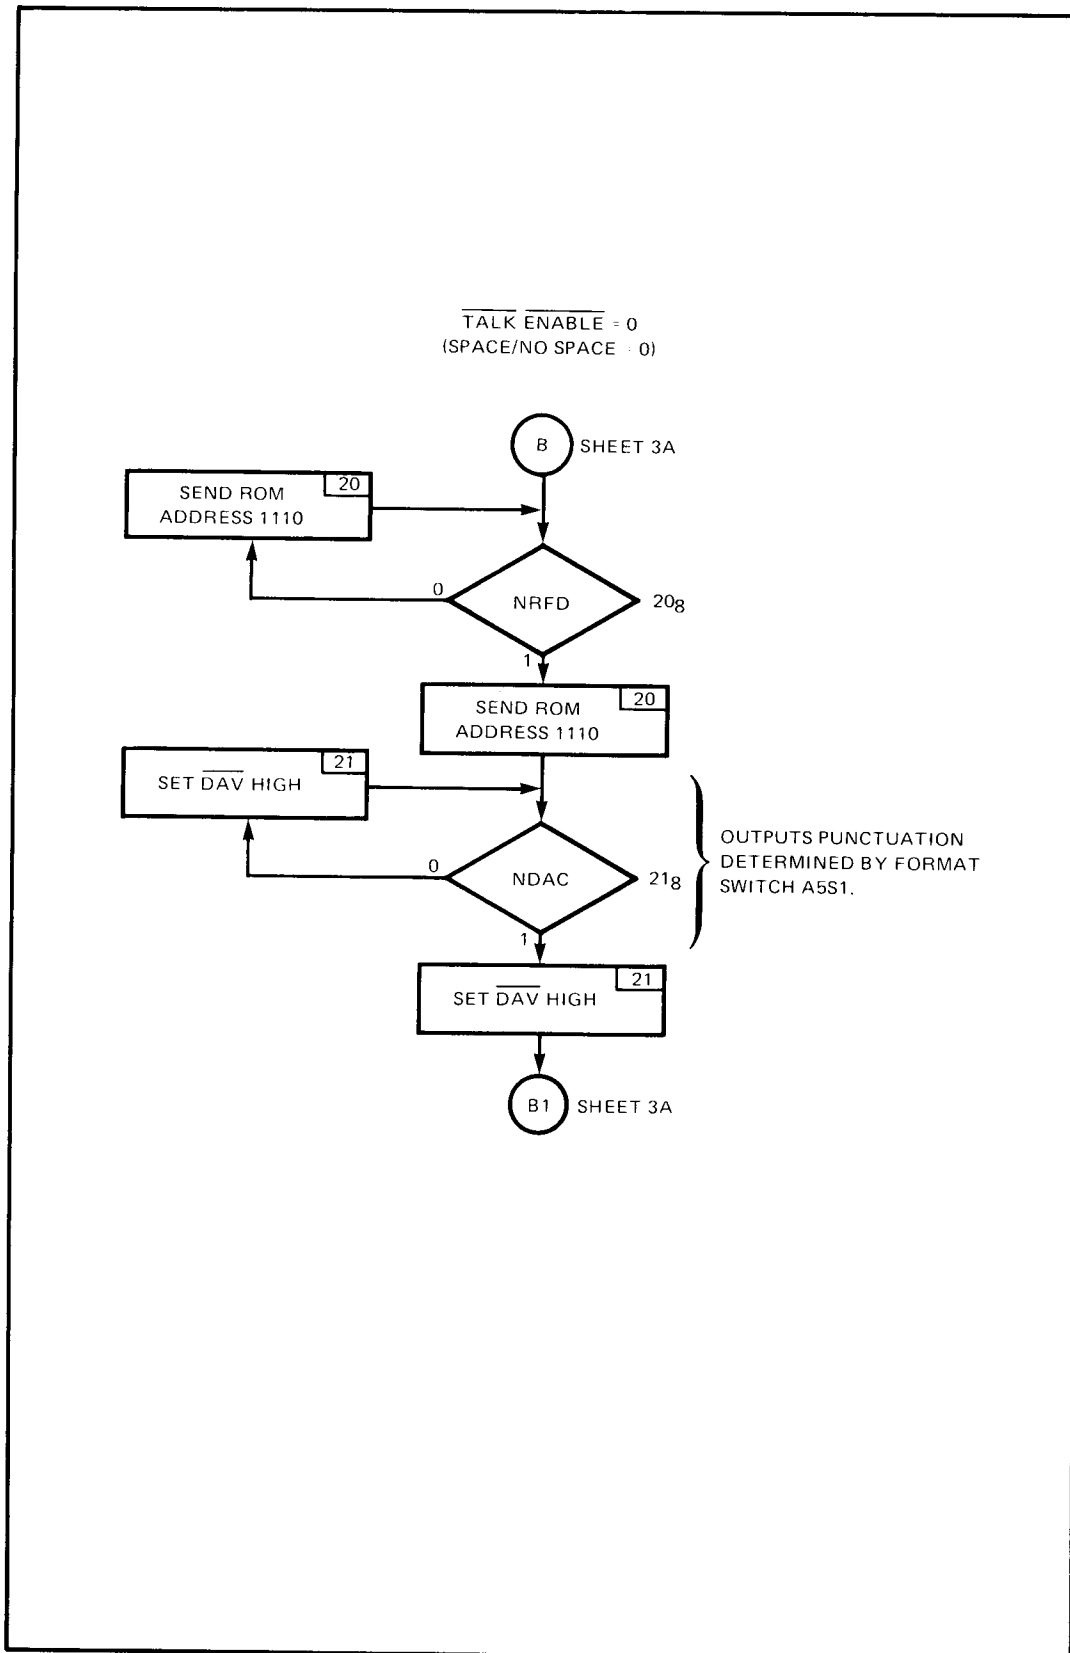 TALK ENABLE = 0
(SPACE/NO SPACE = 0)
B SHEET 3A
20
SEND ROM
ADDRESS 1110
0
NRFD
20₈
1
20
SEND ROM
ADDRESS 1110
21
SET DAV HIGH
0
NDAC
21₈
1
OUTPUTS PUNCTUATION
DETERMINED BY FORMAT
SWITCH A5S1.
21
SET DAV HIGH
B1 SHEET 3A